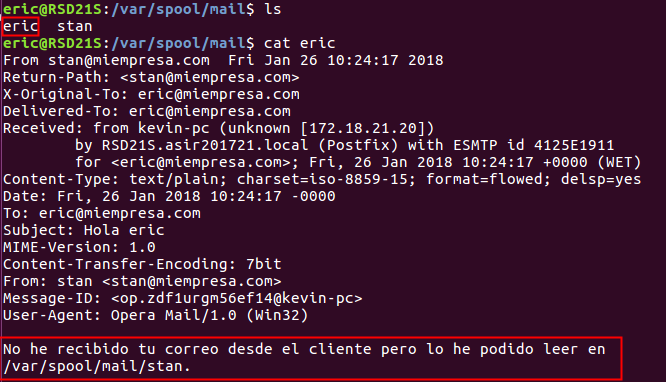 eric@RSD21S:/var/spool/mail$ ls
eric  stan
eric@RSD21S:/var/spool/mail$ cat eric
From stan@miempresa.com  Fri Jan 26 10:24:17 2018
Return-Path: <stan@miempresa.com>
X-Original-To: eric@miempresa.com
Delivered-To: eric@miempresa.com
Received: from kevin-pc (unknown [172.18.21.20])
        by RSD21S.asir201721.local (Postfix) with ESMTP id 4125E1911
        for <eric@miempresa.com>; Fri, 26 Jan 2018 10:24:17 +0000 (WET)
Content-Type: text/plain; charset=iso-8859-15; format=flowed; delsp=yes
Date: Fri, 26 Jan 2018 10:24:17 -0000
To: eric@miempresa.com
Subject: Hola eric
MIME-Version: 1.0
Content-Transfer-Encoding: 7bit
From: stan <stan@miempresa.com>
Message-ID: <op.zdf1urgm56ef14@kevin-pc>
User-Agent: Opera Mail/1.0 (Win32)

No he recibido tu correo desde el cliente pero lo he podido leer en
/var/spool/mail/stan.